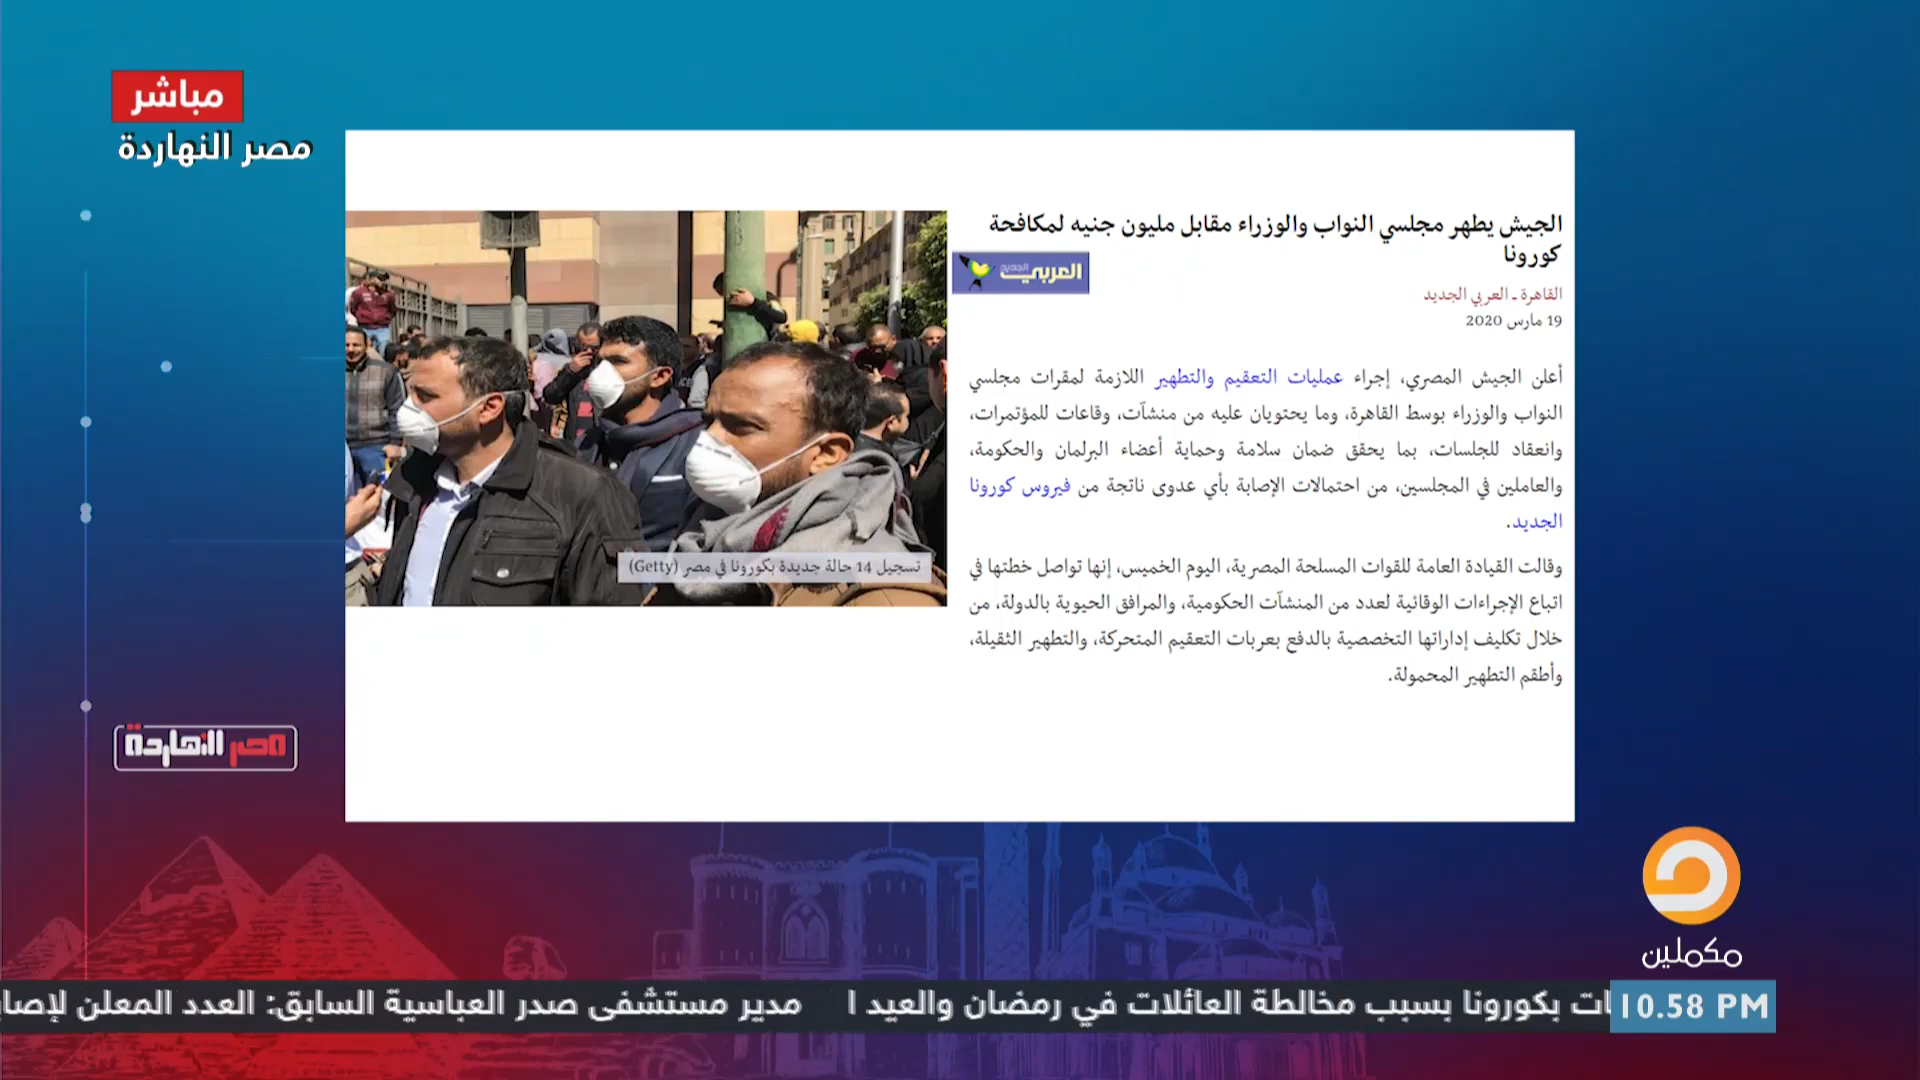 مباشر
مصر النهاردة
الجيش يطهر مجلسي النواب والوزراء مقابل مليون جنيه لمكافحة
كورونا
العربي الجديد
القاهرة ـ العربي الجديد
19 مارس 2020
أعلن الجيش المصري، إجراء عمليات التعقيم والتطهير اللازمة لمقرات مجلسي
النواب والوزراء بوسط القاهرة، وما يحتويان عليه من منشآت، وقاعات للمؤتمرات،
وانعقاد للجلسات، بما يحقق ضمان سلامة وحماية أعضاء البرلمان والحكومة،
والعاملين في المجلسين، من احتمالات الإصابة بأي عدوى ناتجة من فيروس كورونا
الجديد.
وقالت القيادة العامة للقوات المسلحة المصرية، اليوم الخميس، إنها تواصل خطتها في
اتباع الإجراءات الوقائية لعدد من المنشآت الحكومية، والمرافق الحيوية بالدولة، من
خلال تكليف إداراتها التخصصية بالدفع بعربات التعقيم المتحركة، والتطهير الثقيلة،
وأطقم التطهير المحمولة.
تسجيل 14 حالة جديدة بكورونا في مصر (Getty)
مصر النهاردة
مكملين
بكورونا بسبب مخالطة العائلات في رمضان والعيد مدير مستشفى صدر العباسية السابق: العدد المعلن
10.58 PM